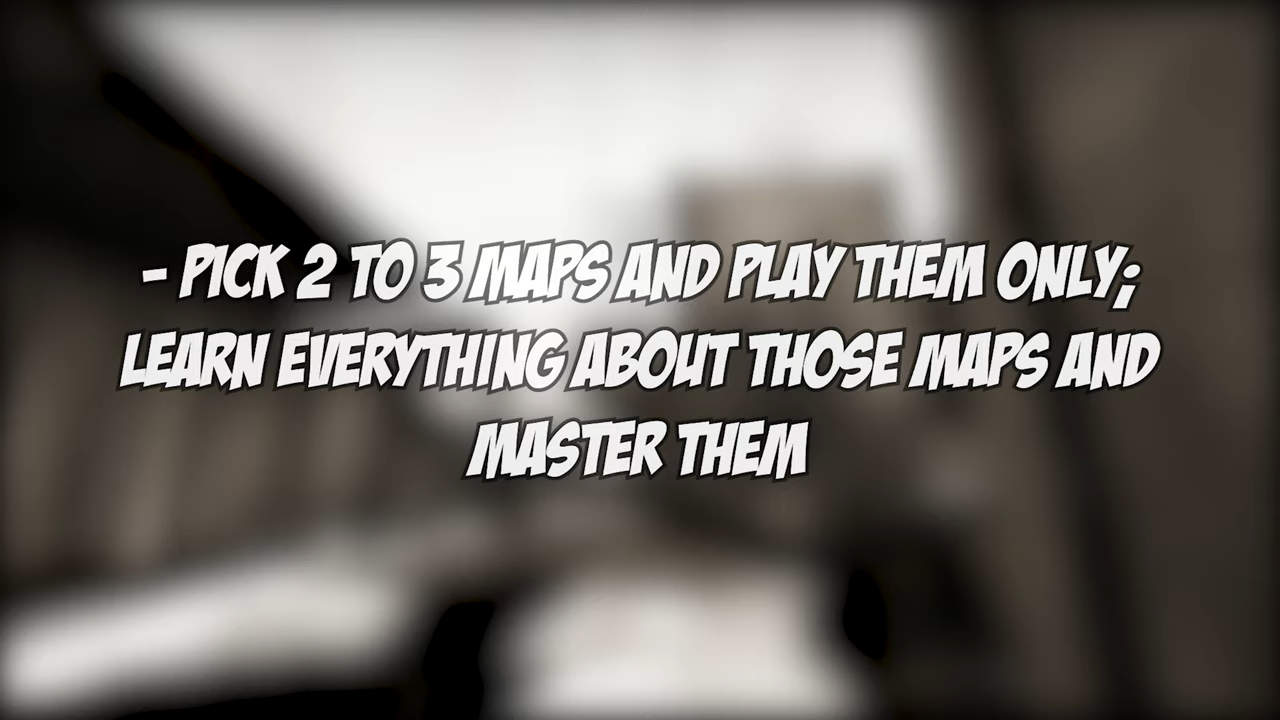 - PICK 2 TO 3 MAPS AND PLAY THEM ONLY;
LEARN EVERYTHING ABOUT THOSE MAPS AND
MASTER THEM